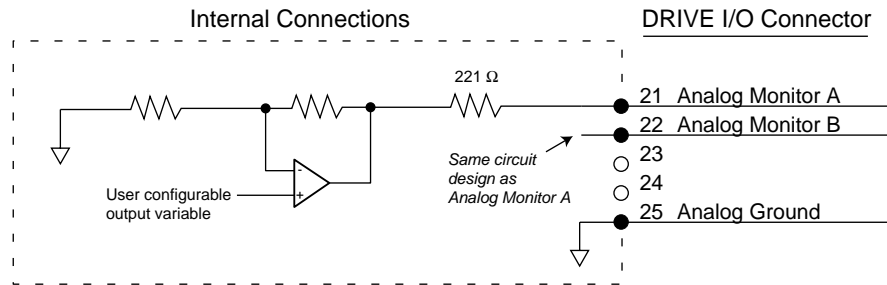 Internal Connections
DRIVE I/O Connector
221 Ω
21 Analog Monitor A
22 Analog Monitor B
23
24
25 Analog Ground
Same circuit
design as
Analog Monitor A
-
+
User configurable
output variable